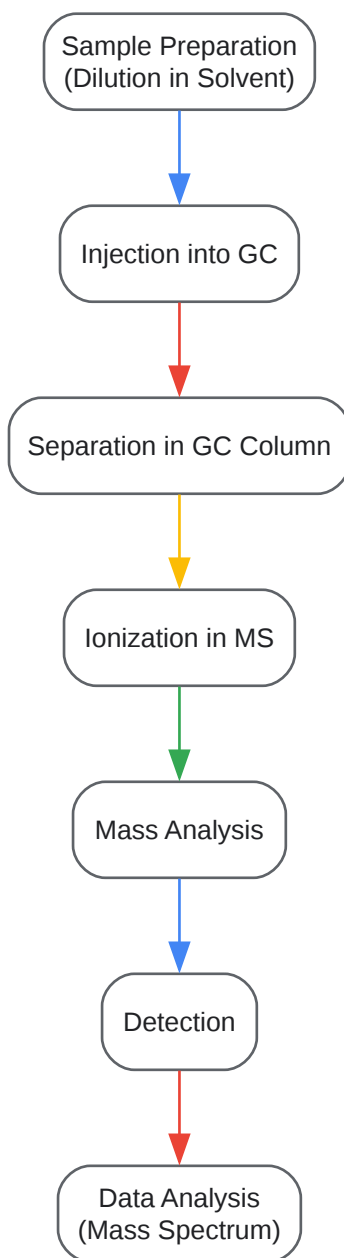 Sample Preparation
(Dilution in Solvent)
Injection into GC
Separation in GC Column
Ionization in MS
Mass Analysis
Detection
Data Analysis
(Mass Spectrum)